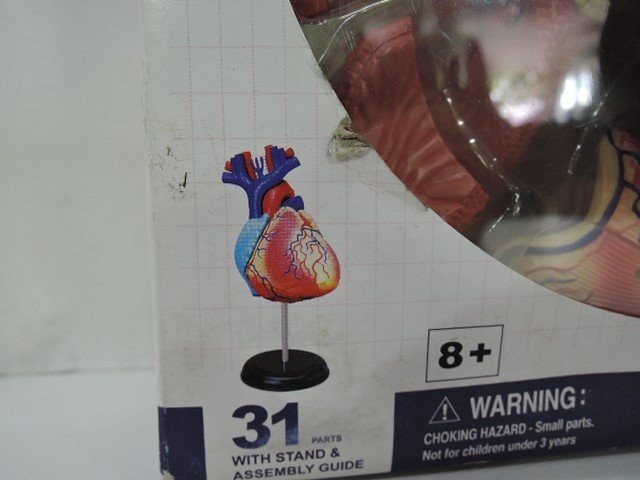 8+
31 PARTS
WITH STAND &
ASSEMBLY GUIDE
WARNING:
CHOKING HAZARD - Small parts.
Not for children under 3 years